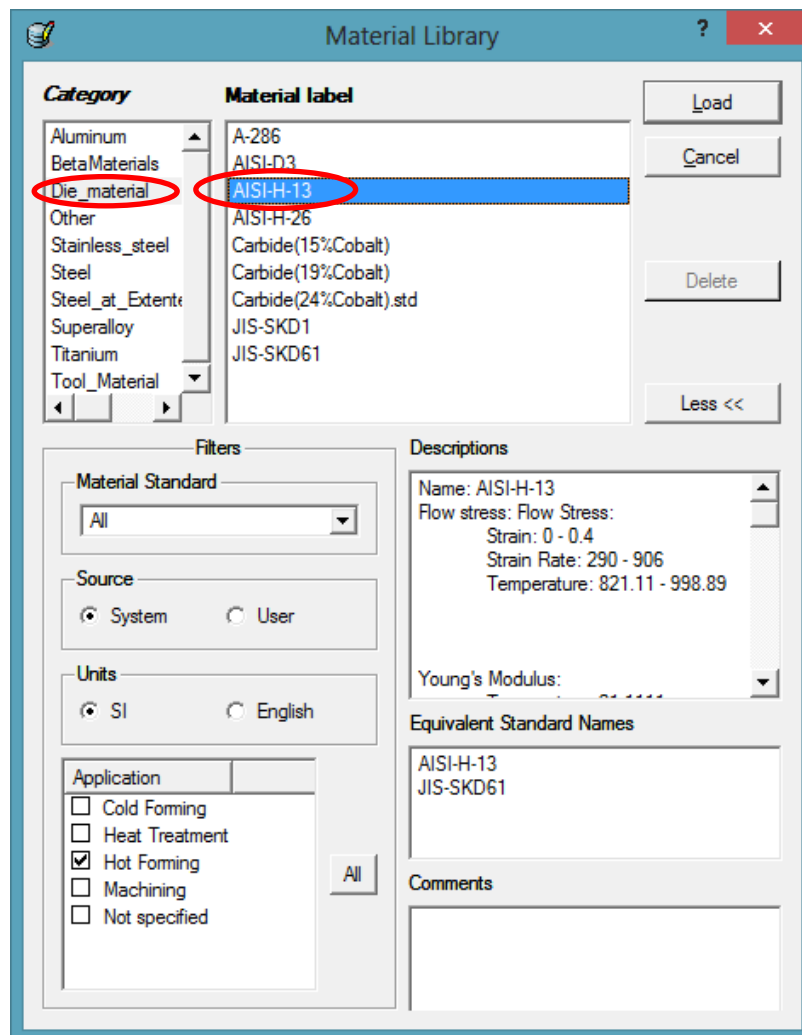 Material Library
?
×
Category
Material label
Load
Cancel
Delete
Less <<
Aluminum
BetaMaterials
Die_material
Other
Stainless_steel
Steel
Steel_at_Extente
Superalloy
Titanium
Tool_Material
A-286
AISI-D3
AISI-H-13
AISI-H-26
Carbide(15%Cobalt)
Carbide(19%Cobalt)
Carbide(24%Cobalt).std
JIS-SKD1
JIS-SKD61
Filters
Material Standard
All
Source
System User
Units
SI English
Application
Cold Forming
Heat Treatment
Hot Forming
Machining
Not specified
All
Descriptions
Name: AISI-H-13
Flow stress: Flow Stress:
Strain: 0 - 0.4
Strain Rate: 290 - 906
Temperature: 821.11 - 998.89
Young's Modulus:
Equivalent Standard Names
AISI-H-13
JIS-SKD61
Comments